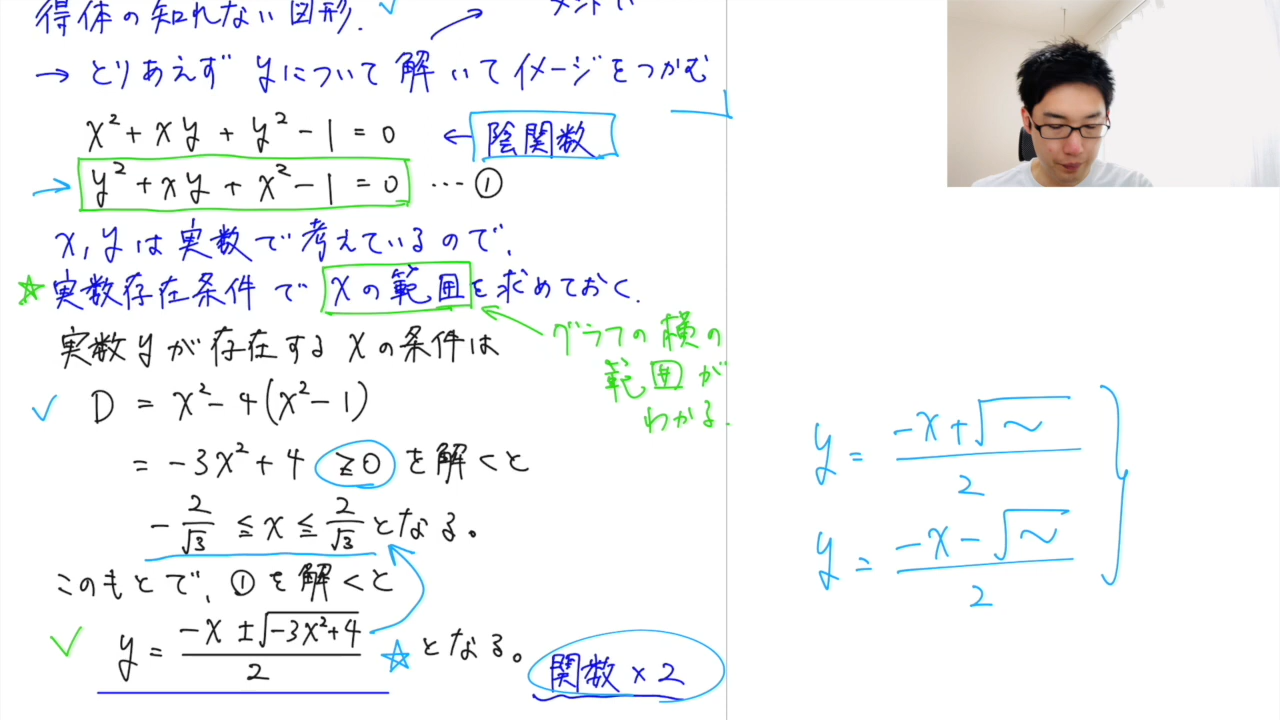 得体の知れない図形.
→ とりあえず yについて解いてイメージをつかむ
x²+xy+y²-1=0 ← 陰関数
→ y²+xy+x²-1=0 …①
x,yは実数で考えているので,
☆実数存在条件でxの範囲を求めておく.
グラフの横の
範囲が
わかる.
実数yが存在するxの条件は
✓ D = x²-4(x²-1)
= -3x²+4 ≧0 を解くと
-2/√3 ≦ x ≦ 2/√3 となる。
このもとで,①を解くと
✓ y = (-x±√(-3x²+4))/2 ☆ となる。
関数×2
y = (-x+√~)/2
y = (-x-√~)/2